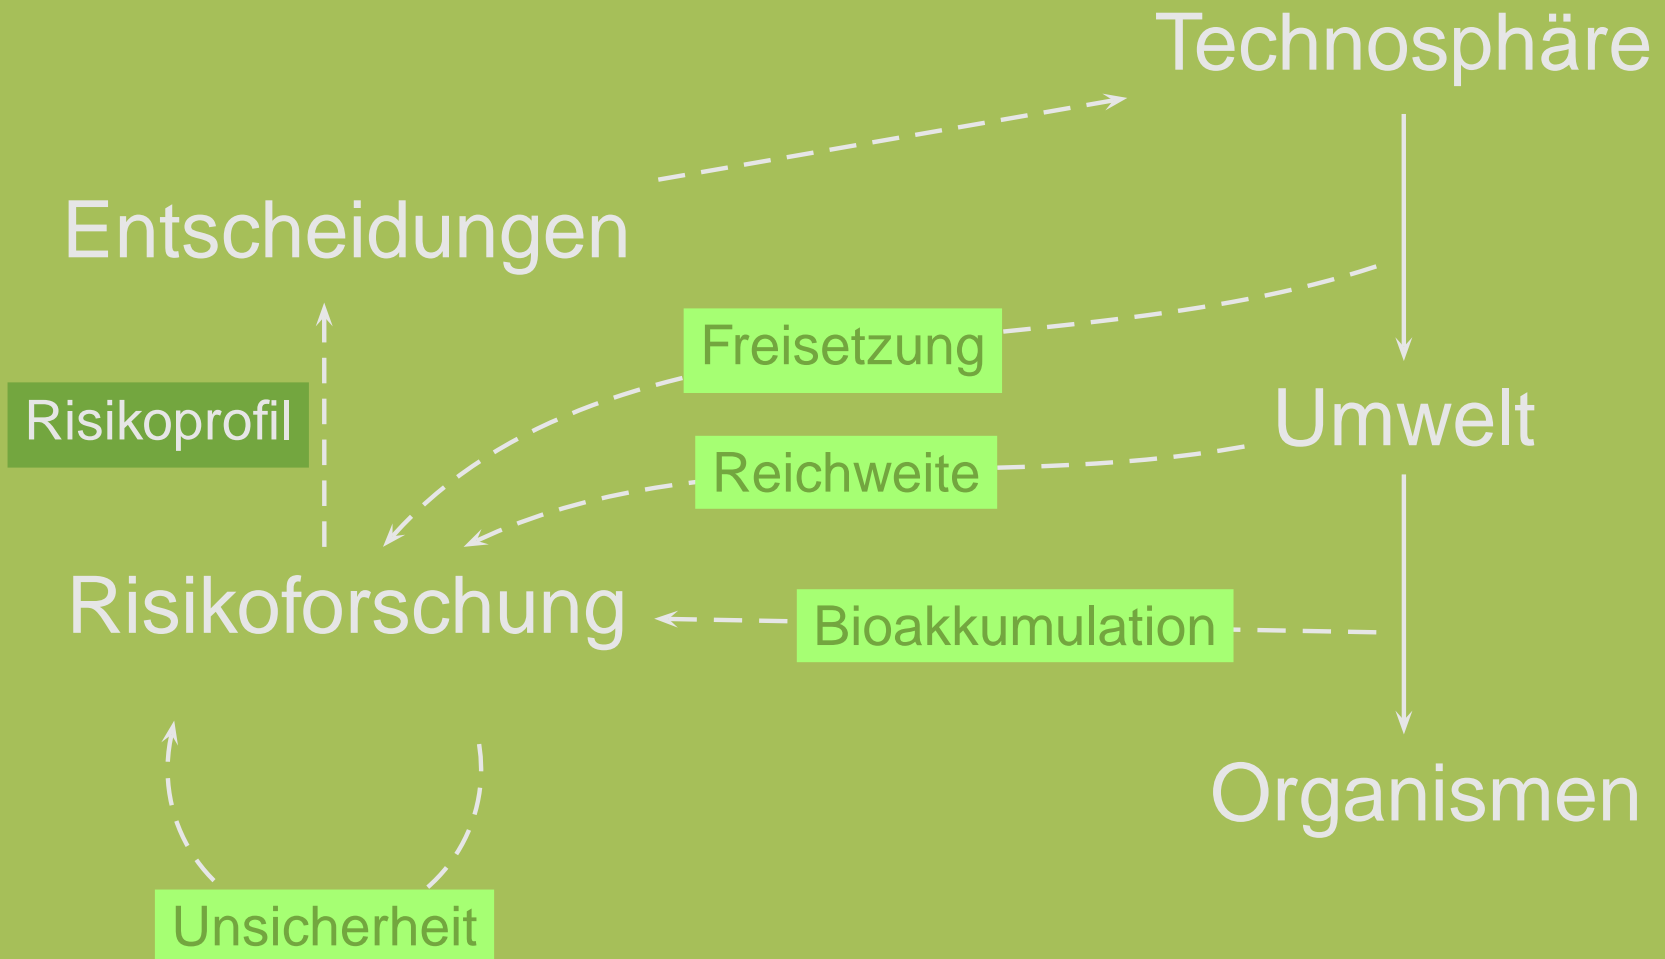 Technosphäre
Entscheidungen
Freisetzung
Risikoprofil
Umwelt
Reichweite
Risikoforschung
Bioakkumulation
Organismen
Unsicherheit